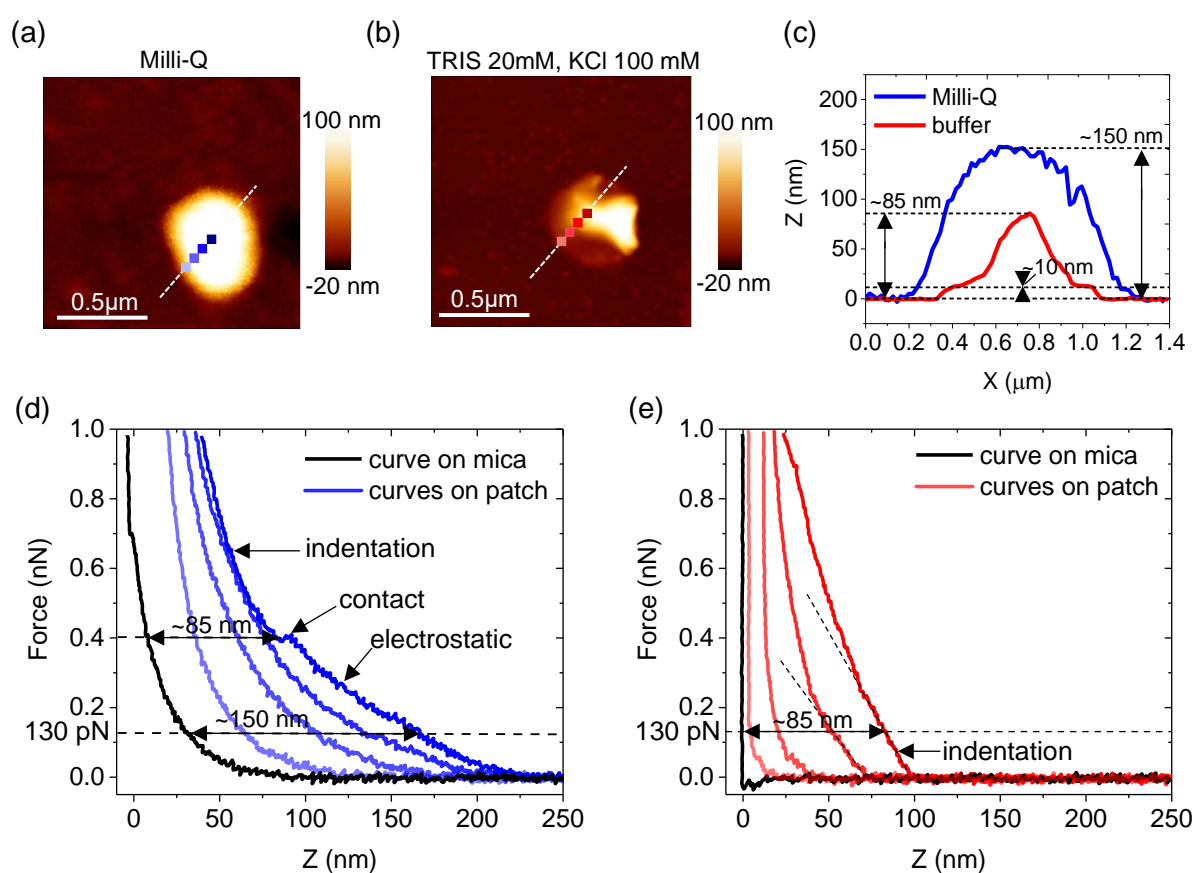 (a)
Milli-Q
100 nm
-20 nm
0.5µm
(b)
TRIS 20mM, KCl 100 mM
100 nm
-20 nm
0.5µm
(c)
Milli-Q
buffer
~150 nm
~85 nm
~10 nm
200
150
100
50
0
Z (nm)
0.0 0.2 0.4 0.6 0.8 1.0 1.2 1.4
X (µm)
(d)
curve on mica
curves on patch
indentation
contact
~85 nm
electrostatic
~150 nm
1.0
0.8
0.6
0.4
0.2
130 pN
0.0
Force (nN)
0 50 100 150 200 250
Z (nm)
(e)
curve on mica
curves on patch
~85 nm
indentation
1.0
0.8
0.6
0.4
0.2
130 pN
0.0
Force (nN)
0 50 100 150 200 250
Z (nm)